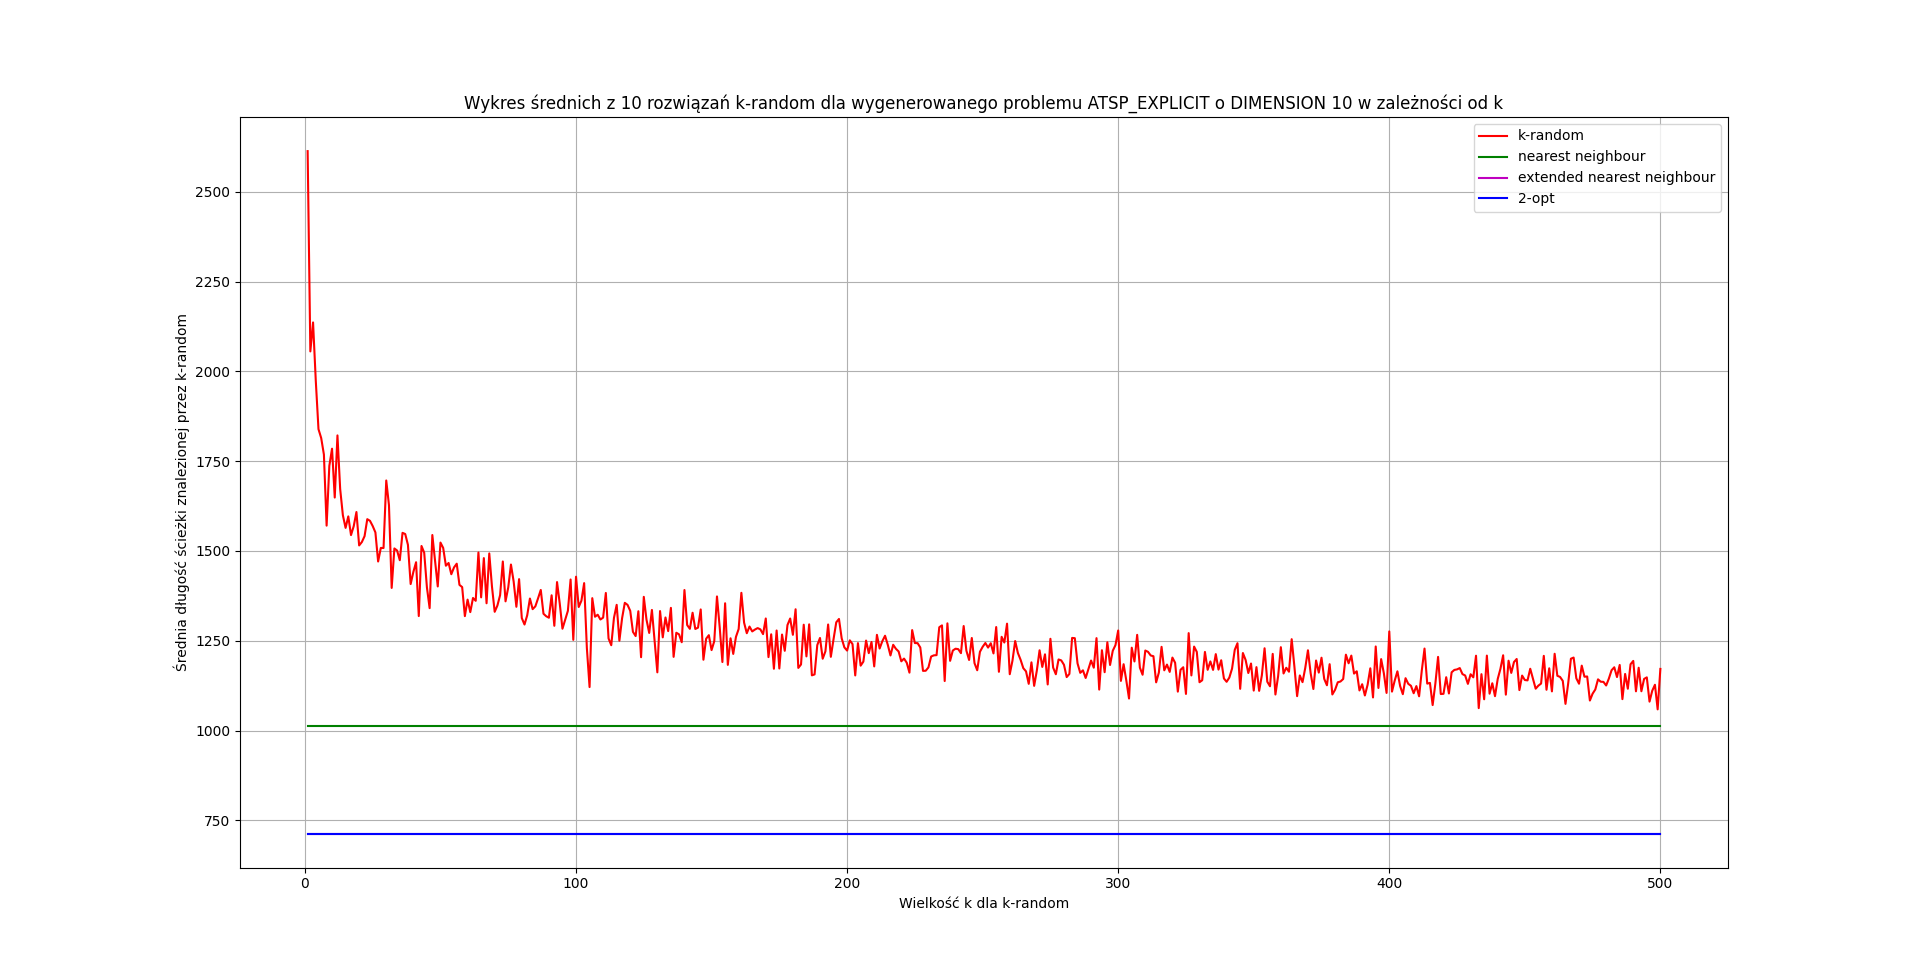 Wykres średnich z 10 rozwiązań k-random dla wygenerowanego problemu ATSP_EXPLICIT o DIMENSION 10 w zależności od k
k-random
nearest neighbour
extended nearest neighbour
2-opt
Średnia długość ścieżki znalezionej przez k-random
2500
2250
2000
1750
1500
1250
1000
750
0 100 200 300 400 500
Wielkość k dla k-random